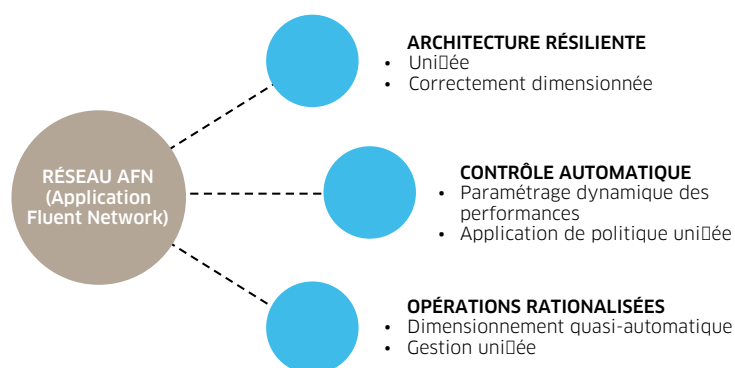 RÉSEAU AFN
(Application
Fluent Network)
ARCHITECTURE RÉSILIENTE
• Uni▯ée
• Correctement dimensionnée
CONTRÔLE AUTOMATIQUE
• Paramétrage dynamique des
performances
• Application de politique uni▯ée
OPÉRATIONS RATIONALISÉES
• Dimensionnement quasi-automatique
• Gestion uni▯ée